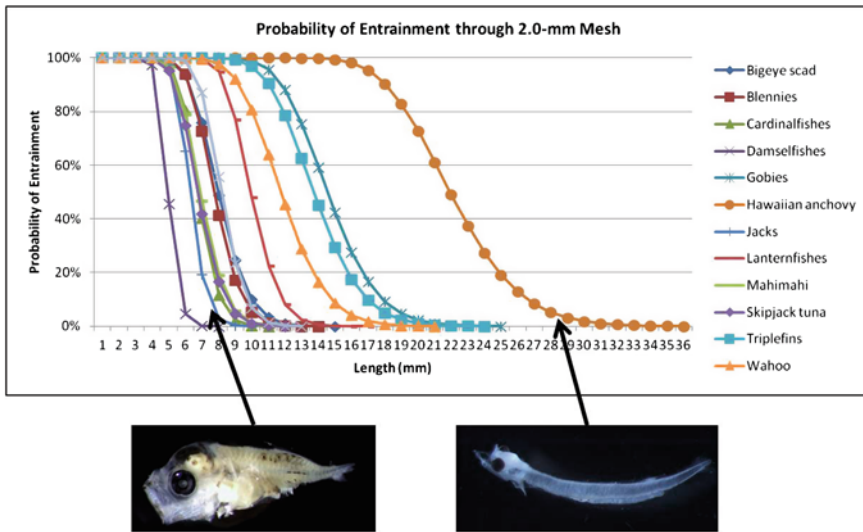 Probability of Entrainment through 2.0-mm Mesh
100%
80%
60%
40%
20%
0%
Probability of Entrainment
1 2 3 4 5 6 7 8 9 10 11 12 13 14 15 16 17 18 19 20 21 22 23 24 25 26 27 28 29 30 31 32 33 34 35 36
Length (mm)
Bigeye scad
Blennies
Cardinalfishes
Damselfishes
Gobies
Hawaiian anchovy
Jacks
Lanternfishes
Mahimahi
Skipjack tuna
Triplefins
Wahoo